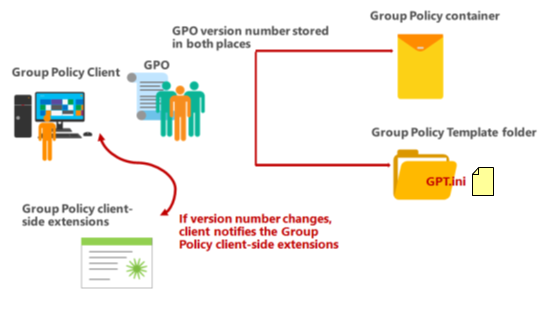 Group Policy container
GPO version number stored
in both places
GPO
Group Policy Client
Group Policy Template folder
GPT.ini
Group Policy client-
side extensions
If version number changes,
client notifies the Group
Policy client-side extensions